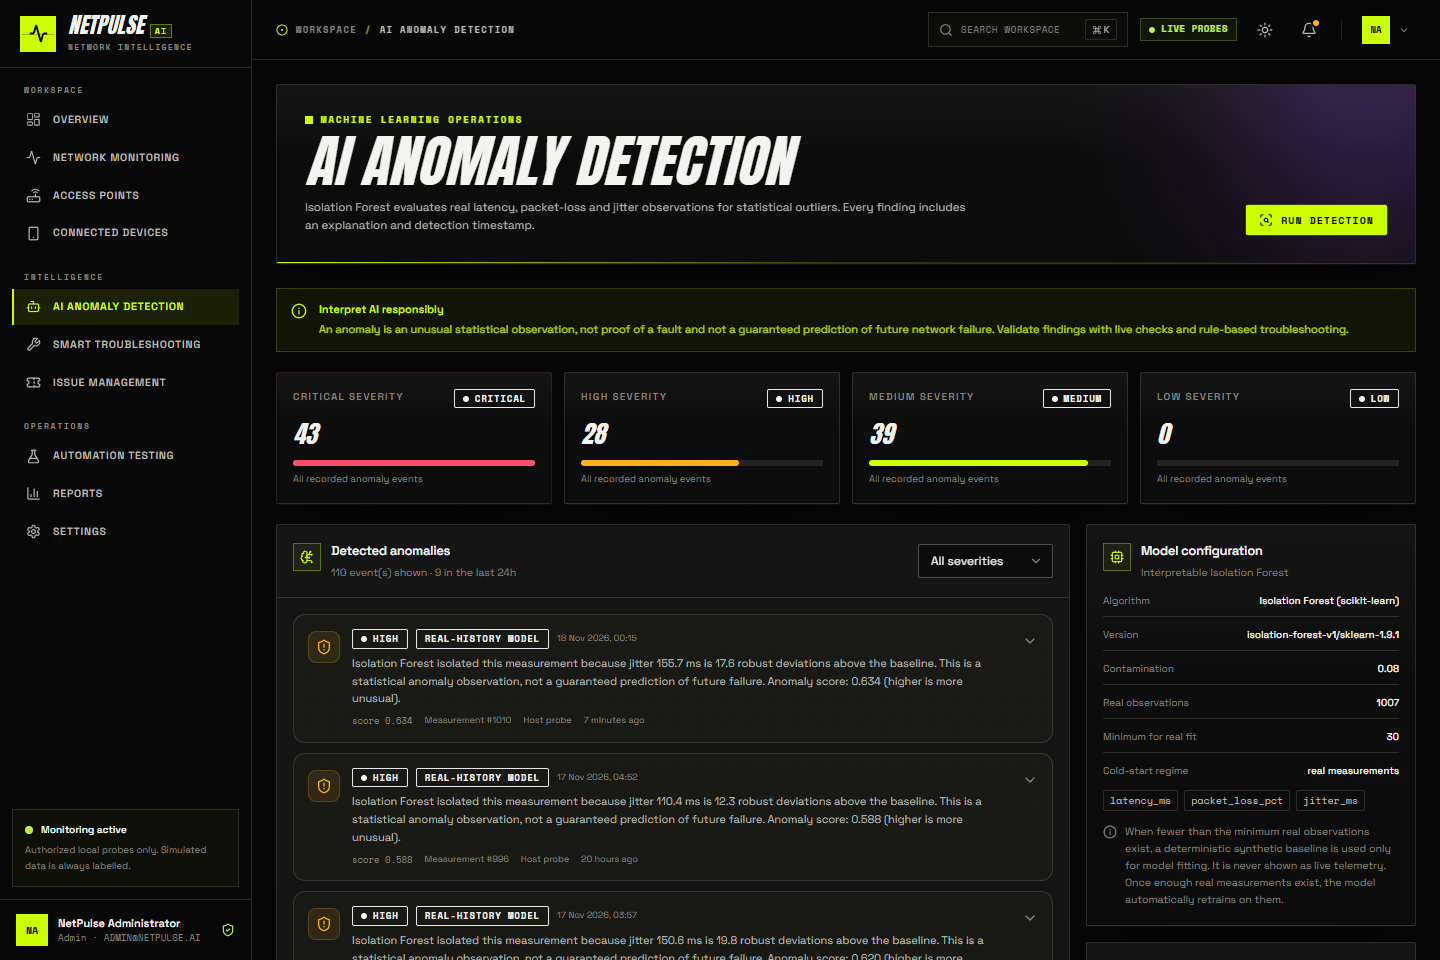 NETPULSE AI
NETWORK INTELLIGENCE
WORKSPACE
OVERVIEW
NETWORK MONITORING
ACCESS POINTS
CONNECTED DEVICES
INTELLIGENCE
AI ANOMALY DETECTION
SMART TROUBLESHOOTING
ISSUE MANAGEMENT
OPERATIONS
AUTOMATION TESTING
REPORTS
SETTINGS
Monitoring active
Authorized local probes only. Simulated
data is always labelled.
NA
NetPulse Administrator
Admin · ADMIN@NETPULSE.AI
WORKSPACE / AI ANOMALY DETECTION
SEARCH WORKSPACE ⌘K
LIVE PROBES
NA
MACHINE LEARNING OPERATIONS
AI ANOMALY DETECTION
Isolation Forest evaluates real latency, packet-loss and jitter observations for statistical outliers. Every finding includes
an explanation and detection timestamp.
RUN DETECTION
Interpret AI responsibly
An anomaly is an unusual statistical observation, not proof of a fault and not a guaranteed prediction of future network failure. Validate findings with live checks and rule-based troubleshooting.
CRITICAL SEVERITY
CRITICAL
43
All recorded anomaly events
HIGH SEVERITY
HIGH
28
All recorded anomaly events
MEDIUM SEVERITY
MEDIUM
39
All recorded anomaly events
LOW SEVERITY
LOW
0
All recorded anomaly events
Detected anomalies
110 event(s) shown · 9 in the last 24h
All severities
HIGH REAL-HISTORY MODEL 18 Nov 2026, 00:15
Isolation Forest isolated this measurement because jitter 155.7 ms is 17.6 robust deviations above the baseline. This is a
statistical anomaly observation, not a guaranteed prediction of future failure. Anomaly score: 0.634 (higher is more
unusual).
score 0.634 Measurement #1010 Host probe 7 minutes ago
HIGH REAL-HISTORY MODEL 17 Nov 2026, 04:52
Isolation Forest isolated this measurement because jitter 110.4 ms is 12.3 robust deviations above the baseline. This is a
statistical anomaly observation, not a guaranteed prediction of future failure. Anomaly score: 0.588 (higher is more
unusual).
score 0.588 Measurement #996 Host probe 20 hours ago
HIGH REAL-HISTORY MODEL 17 Nov 2026, 03:57
Isolation Forest isolated this measurement because jitter 150.6 ms is 19.8 robust deviations above the baseline. This is a
statistical anomaly observation, not a guaranteed prediction of future failure. Anomaly score: 0.620 (higher is more
Model configuration
Interpretable Isolation Forest
Algorithm Isolation Forest (scikit-learn)
Version isolation-forest-v1/sklearn-1.9.1
Contamination 0.08
Real observations 1007
Minimum for real fit 30
Cold-start regime real measurements
latency_ms packet_loss_pct jitter_ms
When fewer than the minimum real observations
exist, a deterministic synthetic baseline is used only
for model fitting. It is never shown as live telemetry.
Once enough real measurements exist, the model
automatically retrains on them.